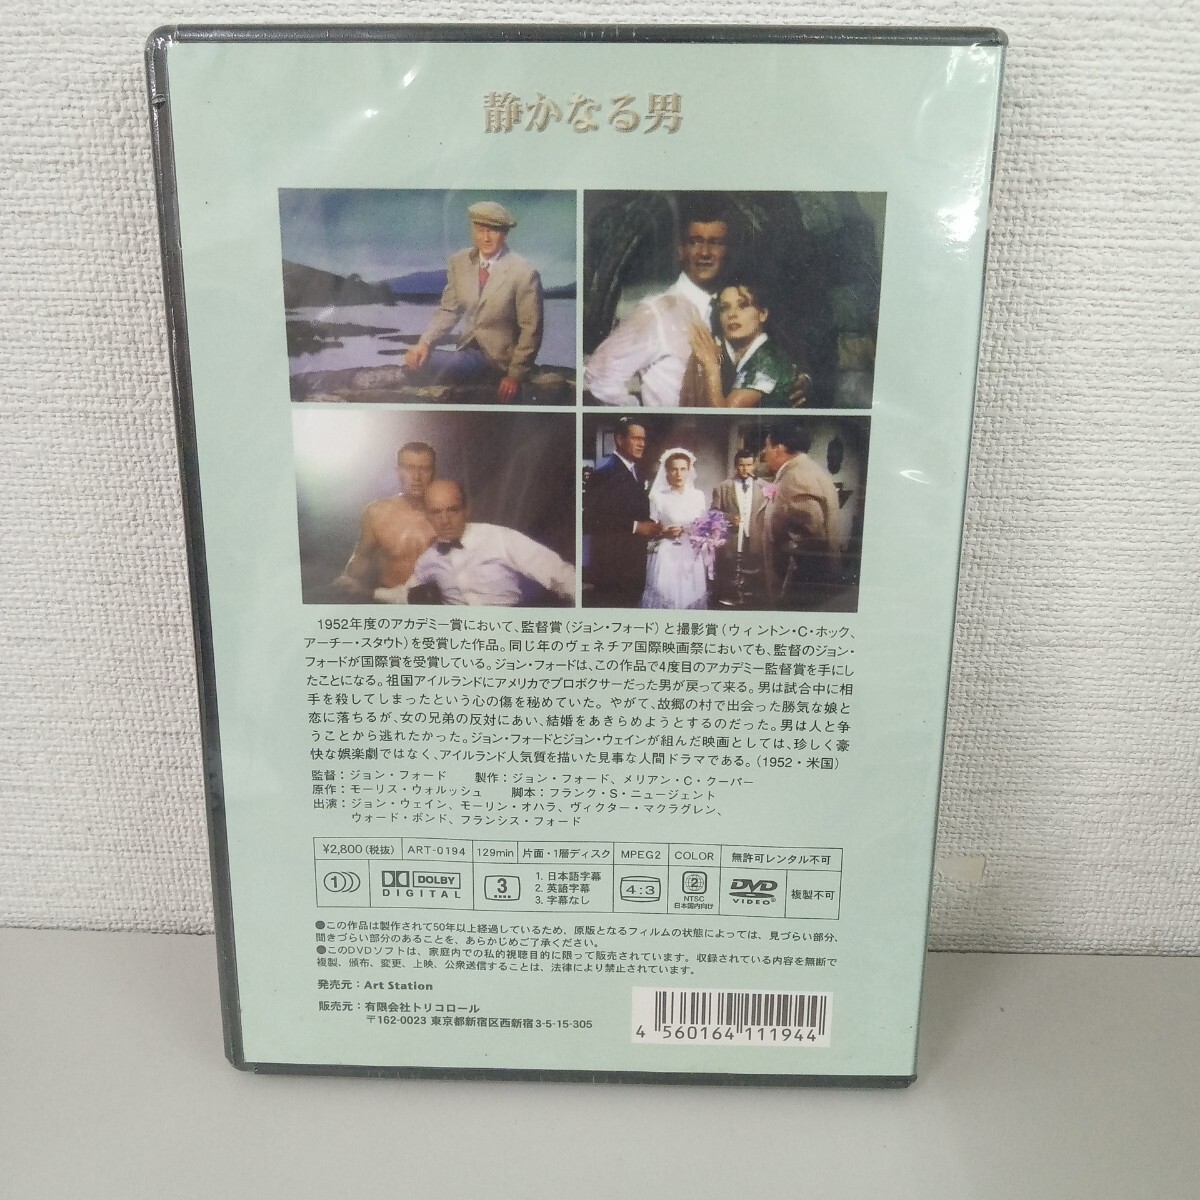 静かなる男
1952年度のアカデミー賞において、監督賞(ジョン・フォード)と撮影賞(ウィントン・C・ホック、
アーチー・スタウト)を受賞した作品。同じ年のヴェネチア国際映画祭においても、監督のジョン・
フォードが国際賞を受賞している。ジョン・フォードは、この作品で4度目のアカデミー監督賞を手にし
たことになる。祖国アイルランドにアメリカでプロボクサーだった男が戻って来る。男は試合中に相
手を殺してしまったという心の傷を秘めていた。やがて、故郷の村で出会った勝気な娘と
恋に落ちるが、女の兄弟の反対にあい、結婚をあきらめようとするのだった。男は人と争
うことから逃れたかった。ジョン・フォードとジョン・ウェインが組んだ映画としては、珍しく豪
快な娯楽劇ではなく、アイルランド人気質を描いた見事な人間ドラマである。(1952・米国)
監督：ジョン・フォード 製作：ジョン・フォード、メリアン・C・クーパー
原作：モーリス・ウォルッシュ 脚本：フランク・S・ニュージェント
出演：ジョン・ウェイン、モーリン・オハラ、ヴィクター・マクラグレン、
ウォード・ボンド、フランシス・フォード
¥2,800(税抜) ART-0194 129min 片面・1層ディスク MPEG2 COLOR 無許可レンタル不可
1 DOLBY DIGITAL 3 1. 日本語字幕 2. 英語字幕 3. 字幕なし 4:3 2 NTSC 日本国内向け DVD VIDEO 複製不可
●この作品は製作されて50年以上経過しているため、原版となるフィルムの状態によっては、見づらい部分、
聞きづらい部分のあることを、あらかじめご了承ください。
●このDVDソフトは、家庭内での私的視聴目的に限って販売されています。収録されている内容を無断で
複製、頒布、変更、上映、公衆送信することは、法律により禁止されています。
発売元：Art Station
販売元：有限会社トリコロール
〒162-0023 東京都新宿区西新宿3-5-15-305
4 560164 111944